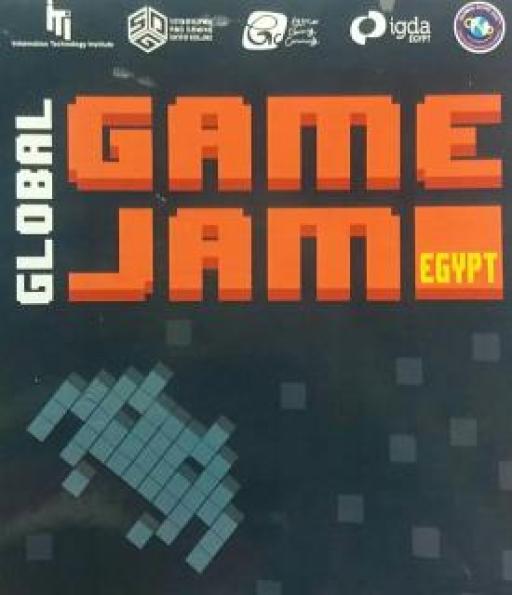 iTi
Information Technology Institute
igda
EGYPT
GLOBAL
GAME
JAM
EGYPT